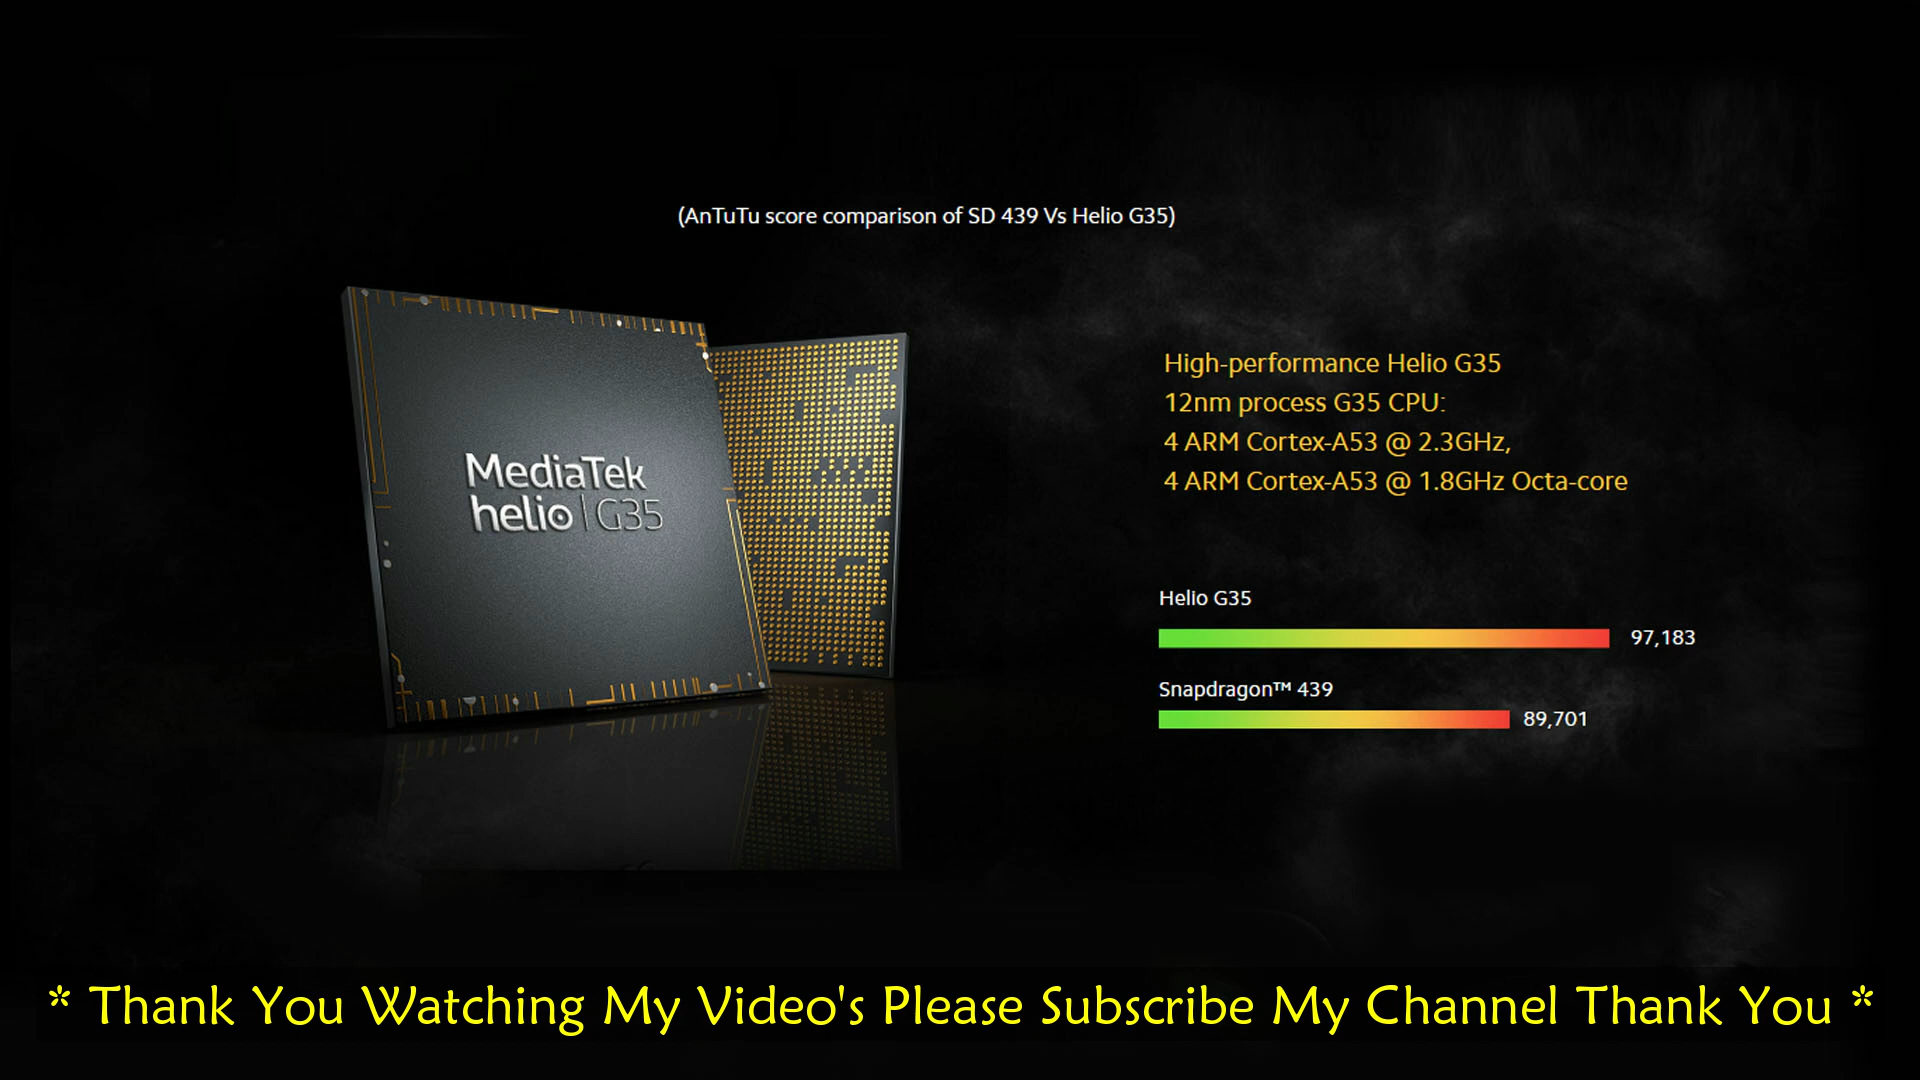 (AnTuTu score comparison of SD 439 Vs Helio G35)
MediaTek
helio | G35
High-performance Helio G35
12nm process G35 CPU:
4 ARM Cortex-A53 @ 2.3GHz,
4 ARM Cortex-A53 @ 1.8GHz Octa-core
Helio G35
97,183
Snapdragon™ 439
89,701
* Thank You Watching My Video's Please Subscribe My Channel Thank You *